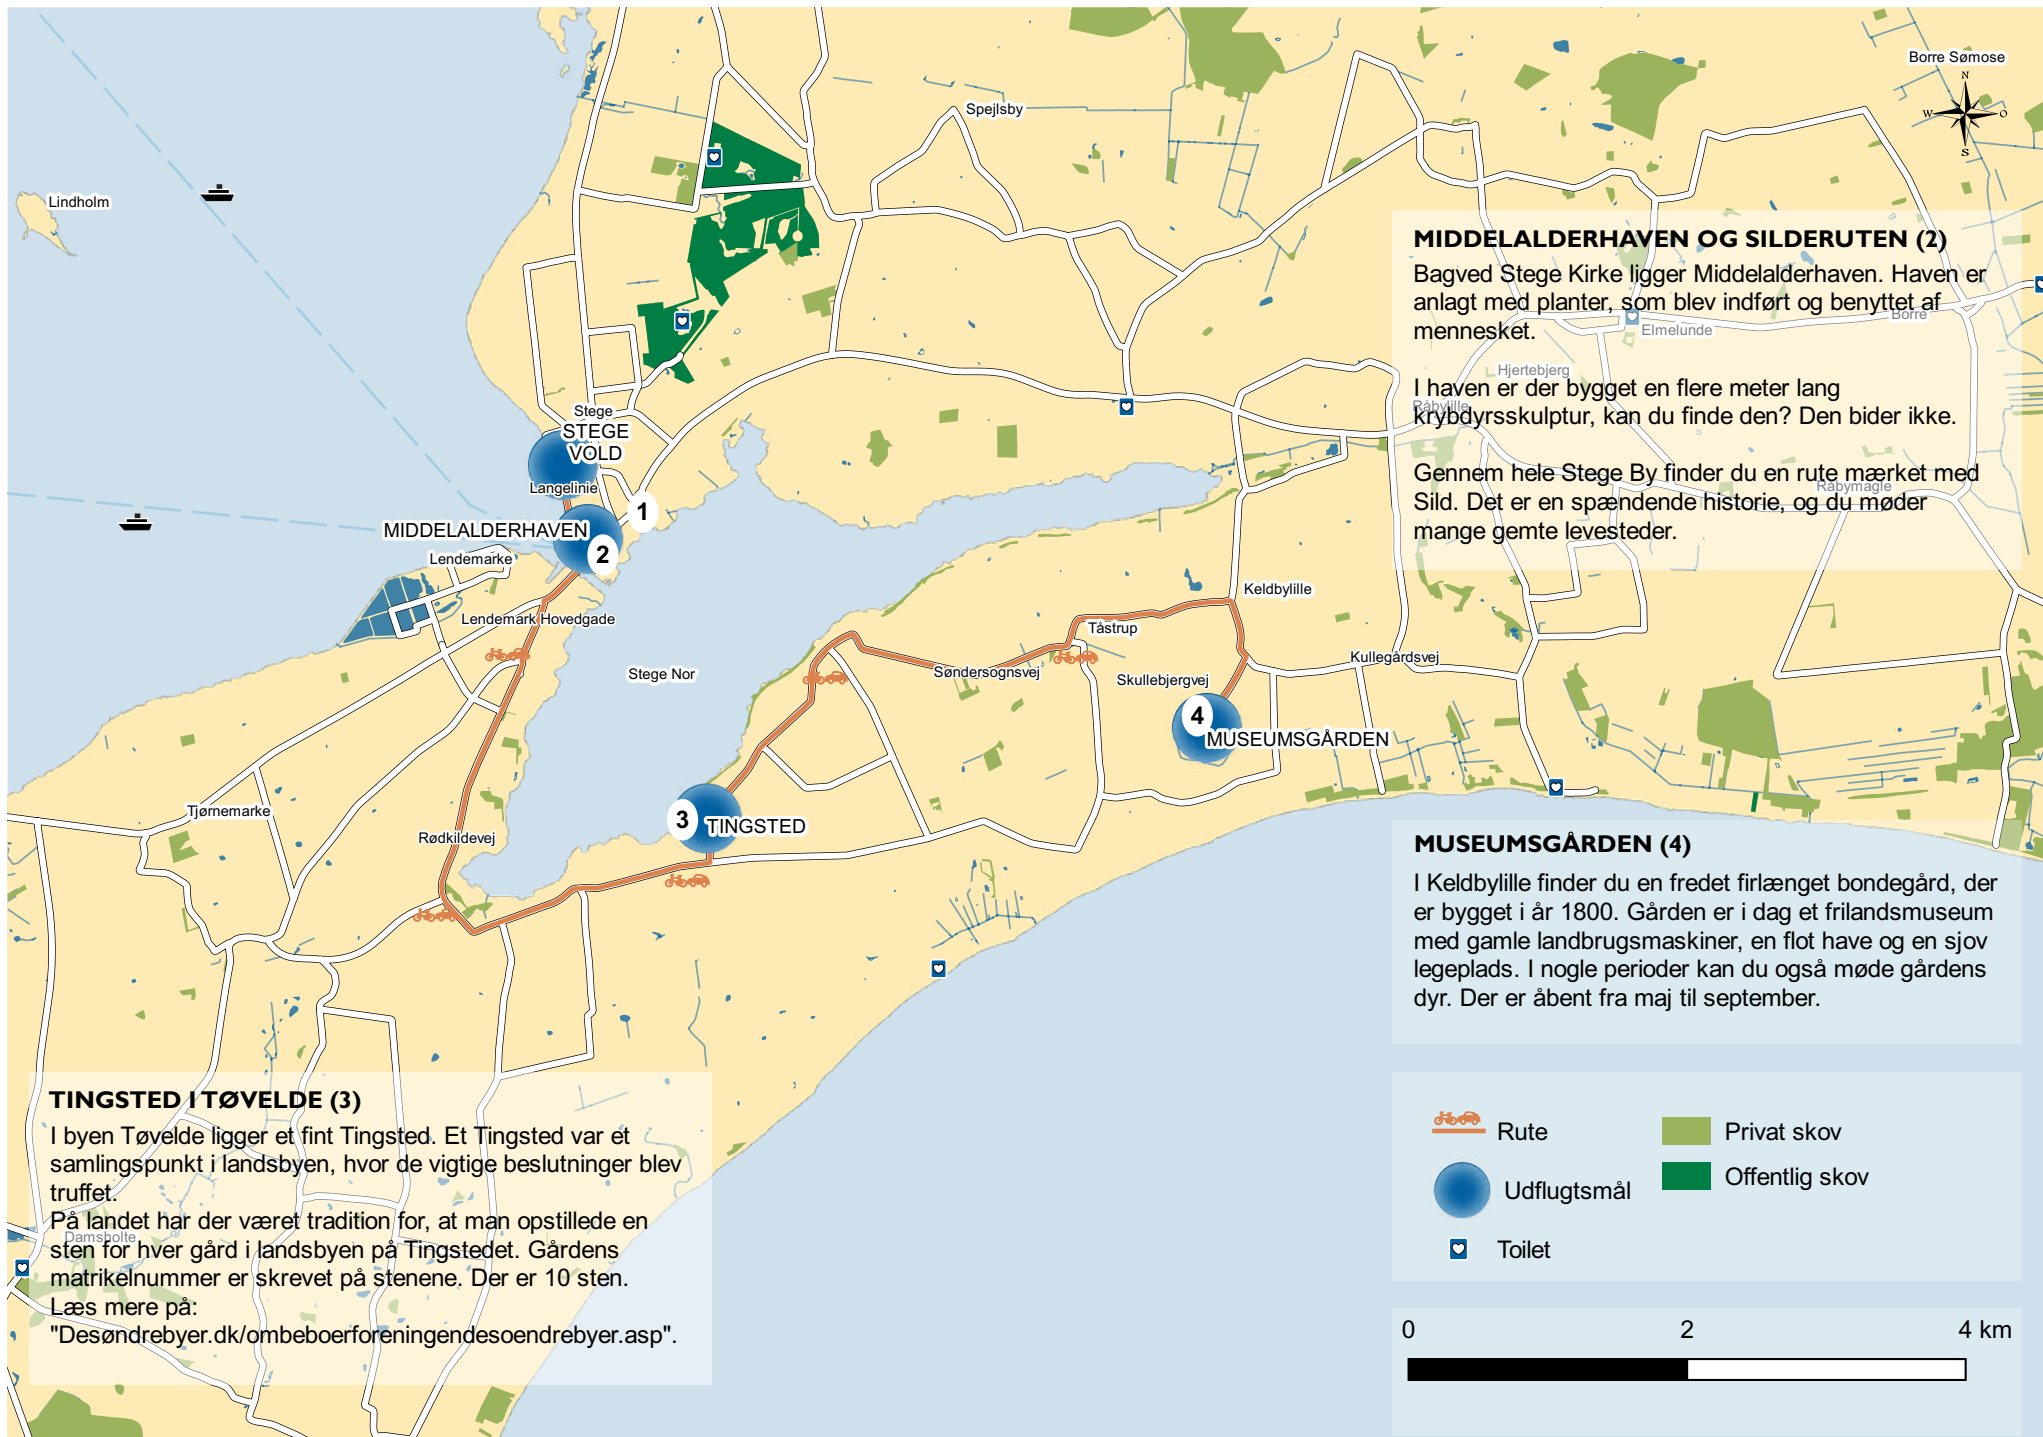 Borre Sømose
N
W
O
S
Spejlsby
Lindholm
MIDDELALDERHAVEN OG SILDERUTEN (2)
Bagved Stege Kirke ligger Middelalderhaven. Haven er
anlagt med planter, som blev indført og benyttet af
mennesket.
I haven er der bygget en flere meter lang
krybdyrsskulptur, kan du finde den? Den bider ikke.
Gennem hele Stege By finder du en rute mærket med
Sild. Det er en spændende historie, og du møder
mange gemte levesteder.
Borre
Elmelunde
Hjertebjerg
Råbylille
Råbymagle
Stege
STEGE
VOLD
Langelinie
1
MIDDELALDERHAVEN
2
Lendemarke
Lendemark Hovedgade
Keldbylille
Tåstrup
Stege Nor
Søndersognsvej
Skullebjergvej
Kullegårdsvej
4
MUSEUMSGÅRDEN
Tjørnemarke
3
TINGSTED
Rødkildevej
MUSEUMSGÅRDEN (4)
I Keldbylille finder du en fredet firlænget bondegård, der
er bygget i år 1800. Gården er i dag et frilandsmuseum
med gamle landbrugsmaskiner, en flot have og en sjov
legeplads. I nogle perioder kan du også møde gårdens
dyr. Der er åbent fra maj til september.
TINGSTED I TØVELDE (3)
I byen Tøvelde ligger et fint Tingsted. Et Tingsted var et
samlingspunkt i landsbyen, hvor de vigtige beslutninger blev
truffet.
På landet har der været tradition for, at man opstillede en
sten for hver gård i landsbyen på Tingstedet. Gårdens
matrikelnummer er skrevet på stenene. Der er 10 sten.
Læs mere på:
"Desøndrebyer.dk/ombeboerforeningendesoendrebyer.asp".
Damsholte
Rute
Privat skov
Udflugtsmål
Offentlig skov
Toilet
0 2 4 km